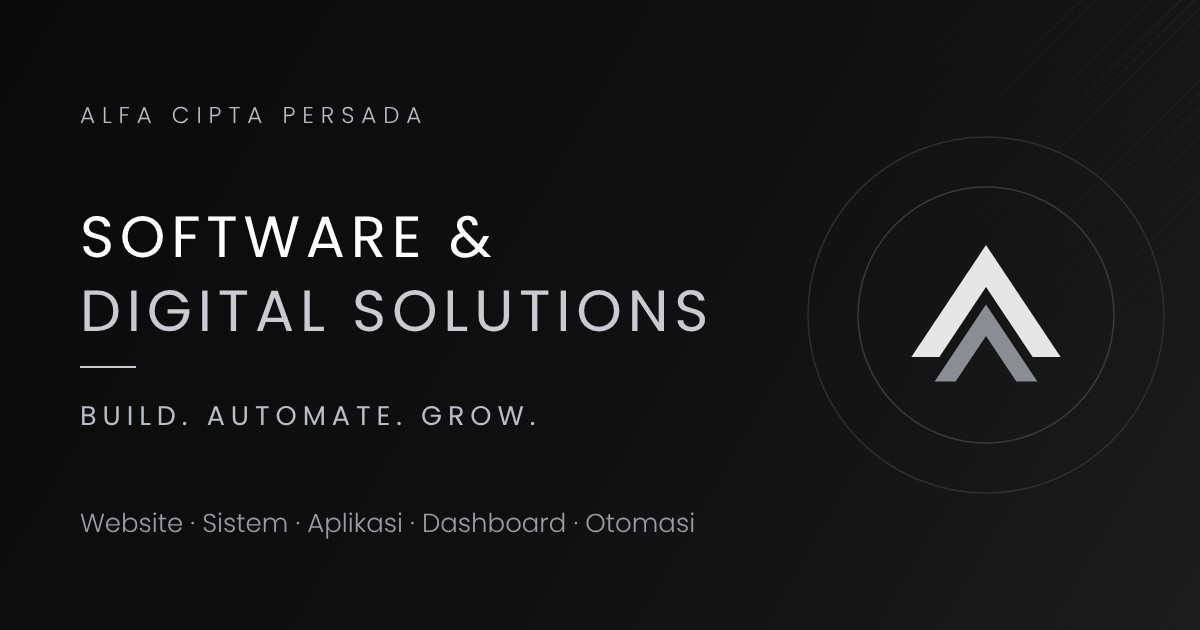 ALFA CIPTA PERSADA
SOFTWARE &
DIGITAL SOLUTIONS
BUILD. AUTOMATE. GROW.
Website · Sistem · Aplikasi · Dashboard · Otomasi